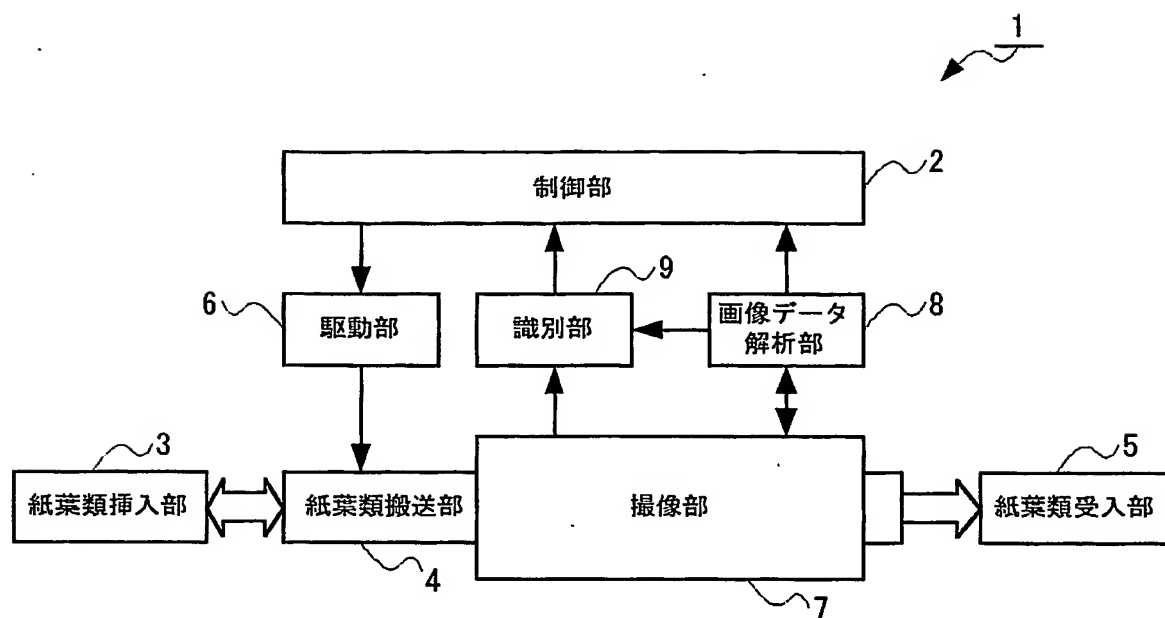 1
制御部
2
6
駆動部
9
識別部
画像データ
解析部
8
3
紙葉類挿入部
紙葉類搬送部
4
撮像部
7
5
紙葉類受入部